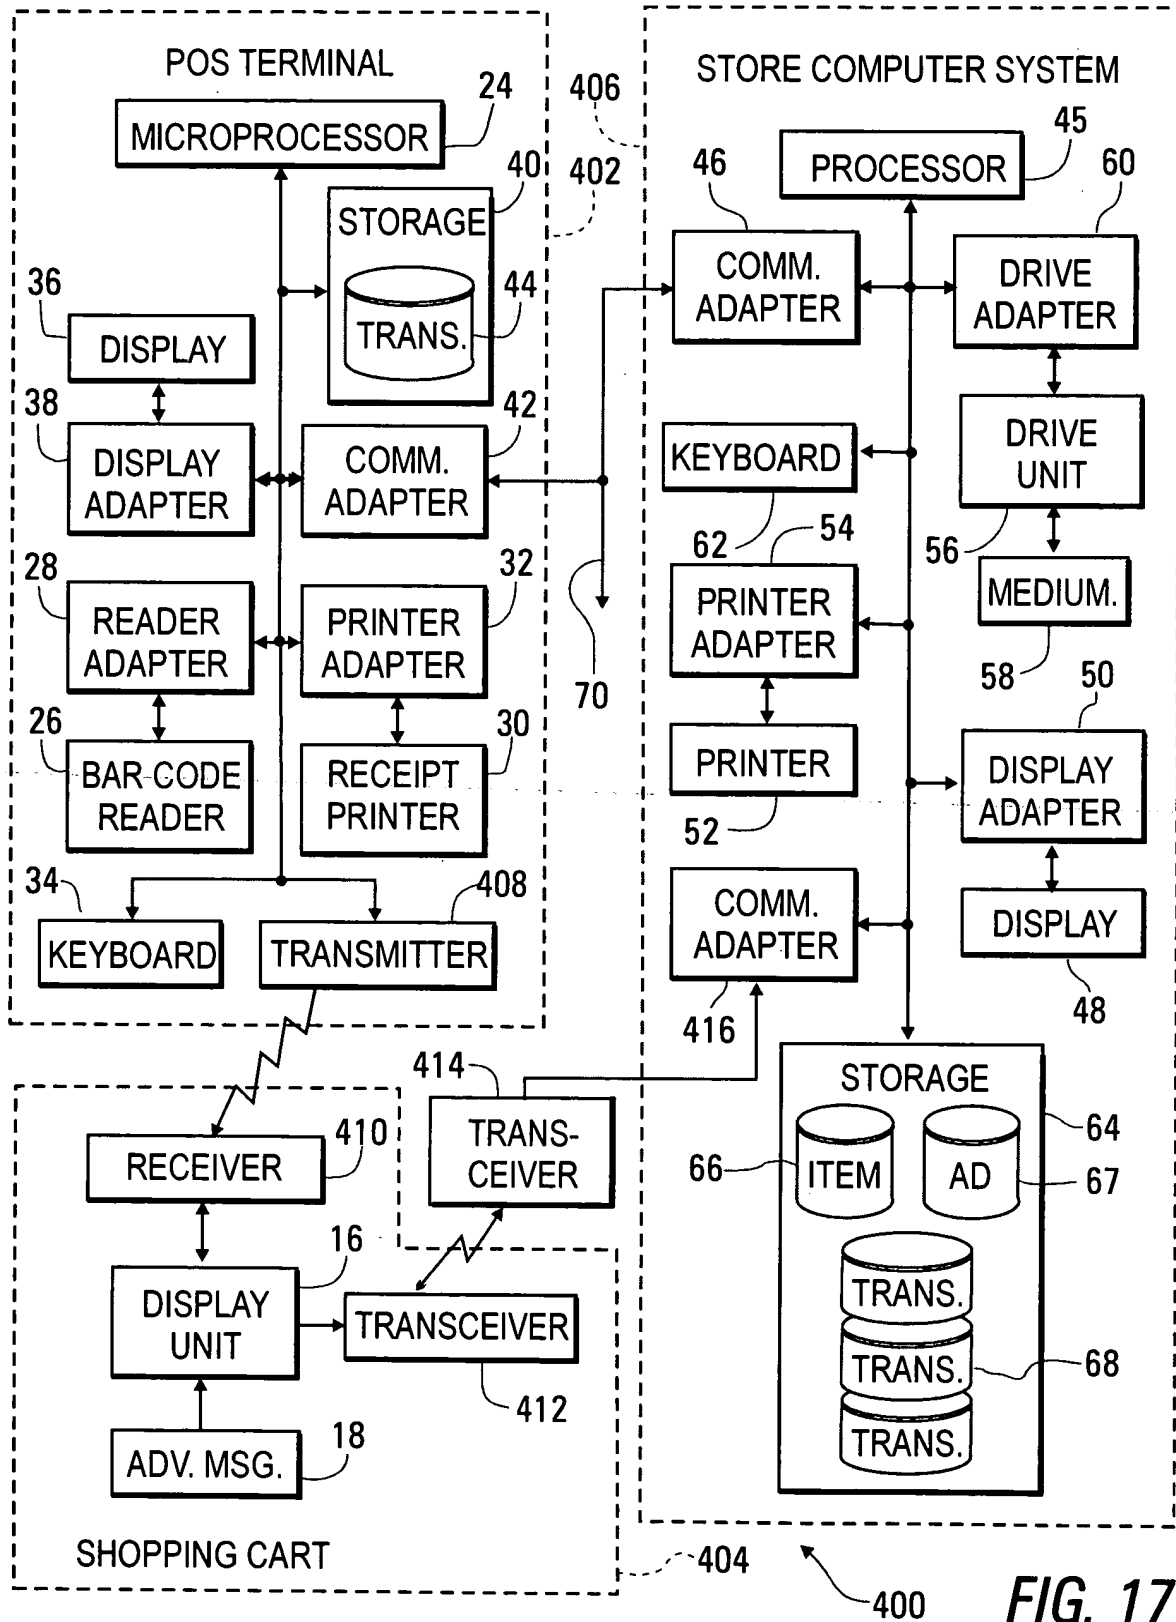 POS TERMINAL
24
MICROPROCESSOR
40
402
STORAGE
44
TRANS.
36
DISPLAY
38
DISPLAY
ADAPTER
42
COMM.
ADAPTER
28
READER
ADAPTER
32
PRINTER
ADAPTER
70
26
BAR CODE
READER
30
RECEIPT
PRINTER
34
KEYBOARD
408
TRANSMITTER
STORE COMPUTER SYSTEM
406
45
PROCESSOR
46
COMM.
ADAPTER
60
DRIVE
ADAPTER
KEYBOARD
62
DRIVE
UNIT
56
54
PRINTER
ADAPTER
MEDIUM.
58
PRINTER
52
50
DISPLAY
ADAPTER
COMM.
ADAPTER
416
DISPLAY
48
STORAGE
64
66
ITEM
AD
67
TRANS.
TRANS.
68
TRANS.
414
TRANS-
CEIVER
RECEIVER
410
16
DISPLAY
UNIT
TRANSCEIVER
412
18
ADV. MSG.
SHOPPING CART
404
400
FIG. 17